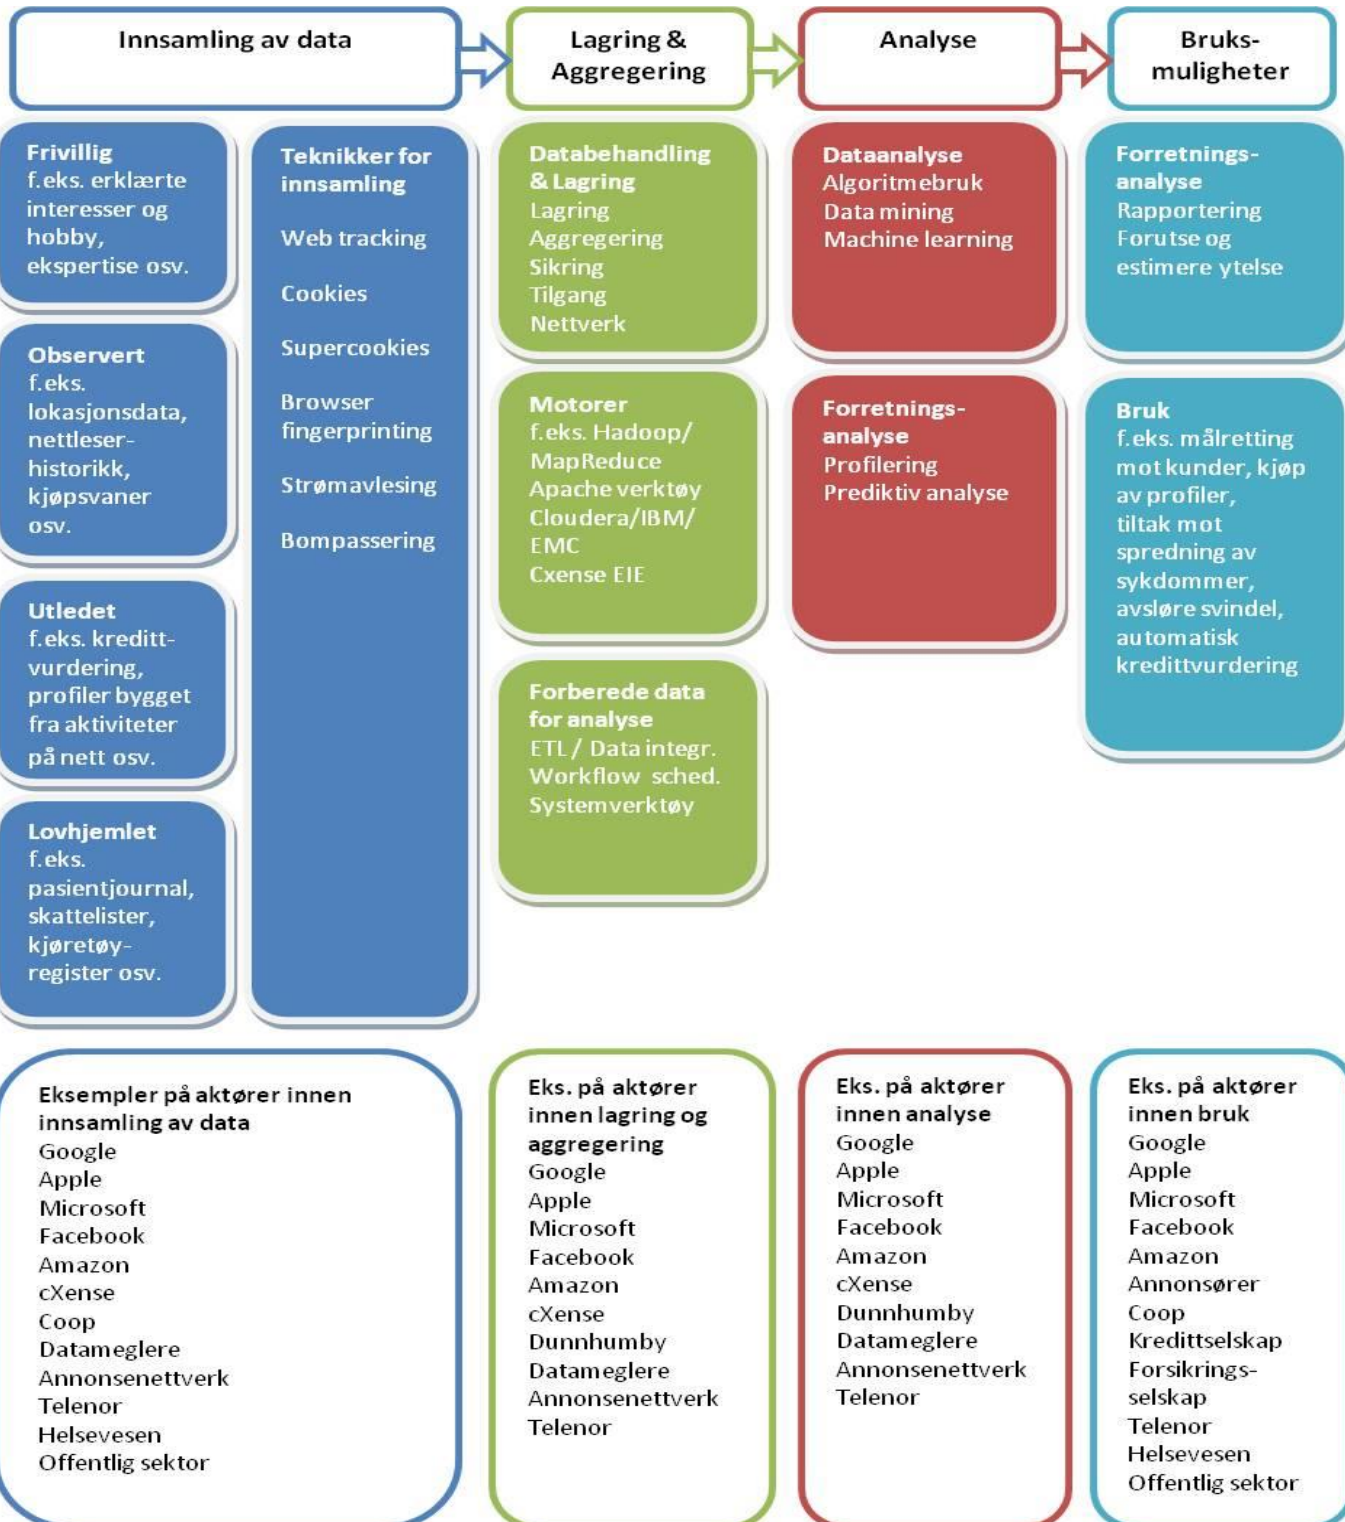 Innsamling av data
Lagring &
Aggregering
Analyse
Bruks-
muligheter
Frivillig
f.eks. erklærte
interesser og
hobby,
ekspertise osv.
Observert
f.eks.
lokasjonsdata,
nettleser-
historikk,
kjøpsvaner
osv.
Utledet
f.eks. kreditt-
vurdering,
profiler bygget
fra aktiviteter
på nett osv.
Lovhjemlet
f.eks.
pasientjournal,
skattelister,
kjøretøy-
register osv.
Teknikker for
innsamling
Web tracking
Cookies
Supercookies
Browser
fingerprinting
Strømavlesing
Bompassering
Databehandling
& Lagring
Lagring
Aggregering
Sikring
Tilgang
Nettverk
Motorer
f.eks. Hadoop/
MapReduce
Apache verktøy
Cloudera/IBM/
EMC
Cxense EIE
Forberede data
for analyse
ETL / Data integr.
Workflow sched.
Systemverktøy
Dataanalyse
Algoritmebruk
Data mining
Machine learning
Forretnings-
analyse
Profilering
Prediktiv analyse
Forretnings-
analyse
Rapportering
Forutse og
estimere ytelse
Bruk
f.eks. målretting
mot kunder, kjøp
av profiler,
tiltak mot
spredning av
sykdommer,
avsløre svindel,
automatisk
kredittvurdering
Eksempler på aktører innen
innsamling av data
Google
Apple
Microsoft
Facebook
Amazon
cXense
Coop
Datameglere
Annonsenettverk
Telenor
Helsevesen
Offentlig sektor
Eks. på aktører
innen lagring og
aggregering
Google
Apple
Microsoft
Facebook
Amazon
cXense
Dunnhumby
Datameglere
Annonsenettverk
Telenor
Eks. på aktører
innen analyse
Google
Apple
Microsoft
Facebook
Amazon
cXense
Dunnhumby
Datameglere
Annonsenettverk
Telenor
Eks. på aktører
innen bruk
Google
Apple
Microsoft
Facebook
Amazon
Annonsører
Coop
Kredittselskap
Forsikrings-
selskap
Telenor
Helsevesen
Offentlig sektor